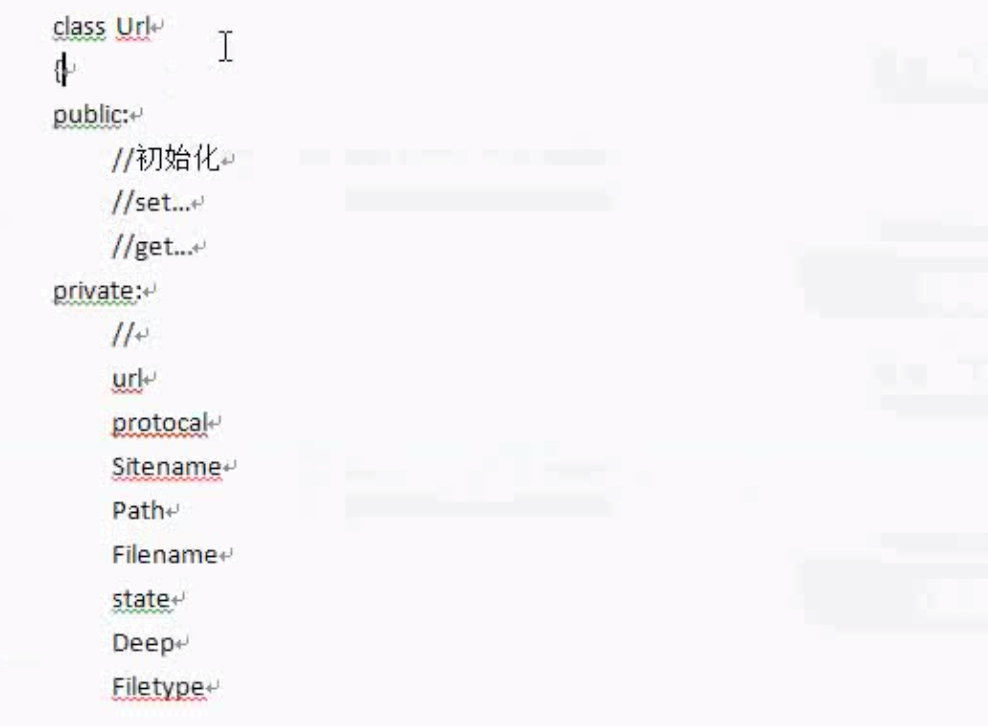 class Url
{
public:
//初始化
//set...
//get...
private:
//
url
protocal
Sitename
Path
Filename
state
Deep
Filetype